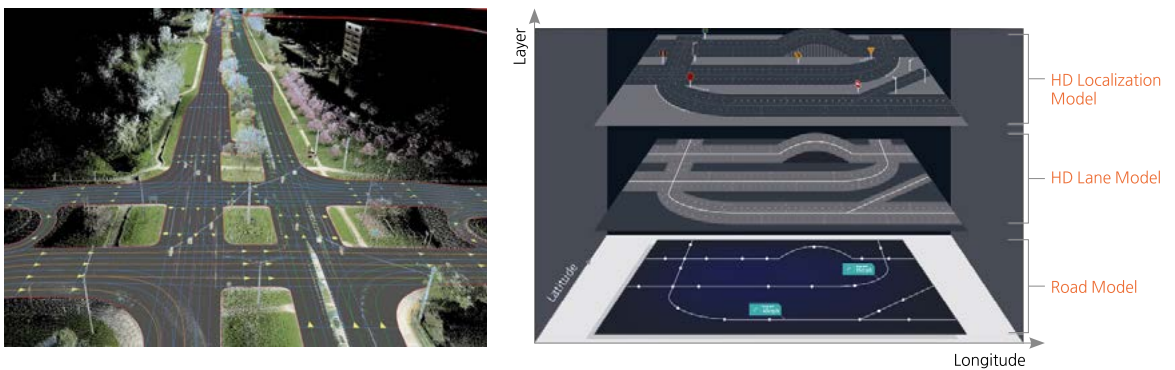 Layer
HD Localization
Model
HD Lane Model
Latitude
Road Model
Longitude